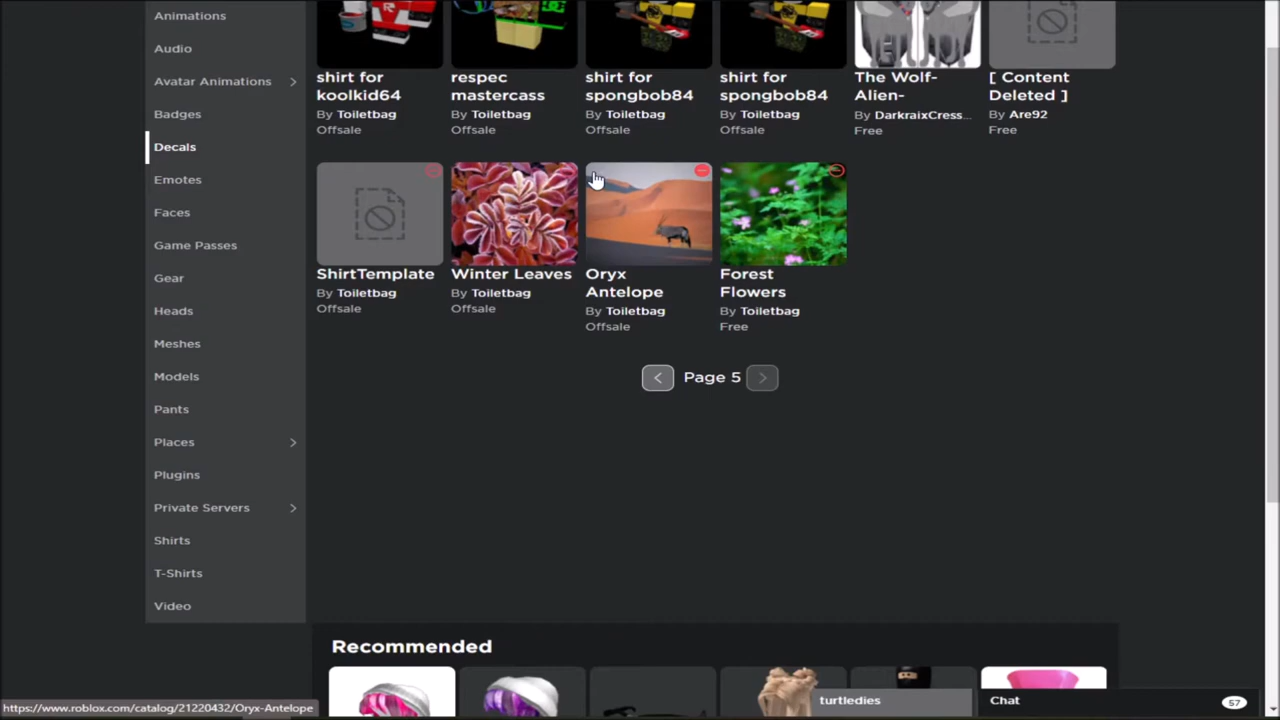 Animations
Audio
Avatar Animations
Badges
Decals
Emotes
Faces
Game Passes
Gear
Heads
Meshes
Models
Pants
Places
Plugins
Private Servers
Shirts
T-Shirts
Video
shirt for
koolkid64
By Toiletbag
Offsale
respec
mastercass
By Toiletbag
Offsale
shirt for
spongbob84
By Toiletbag
Offsale
shirt for
spongbob84
By Toiletbag
Offsale
The Wolf-
Alien-
By DarkraixCress...
Free
[ Content
Deleted ]
By Are92
Free
ShirtTemplate
By Toiletbag
Offsale
Winter Leaves
By Toiletbag
Offsale
Oryx
Antelope
By Toiletbag
Offsale
Forest
Flowers
By Toiletbag
Free
< Page 5 >
Recommended
turtledies
Chat
57
https://www.roblox.com/catalog/21220432/Oryx-Antelope